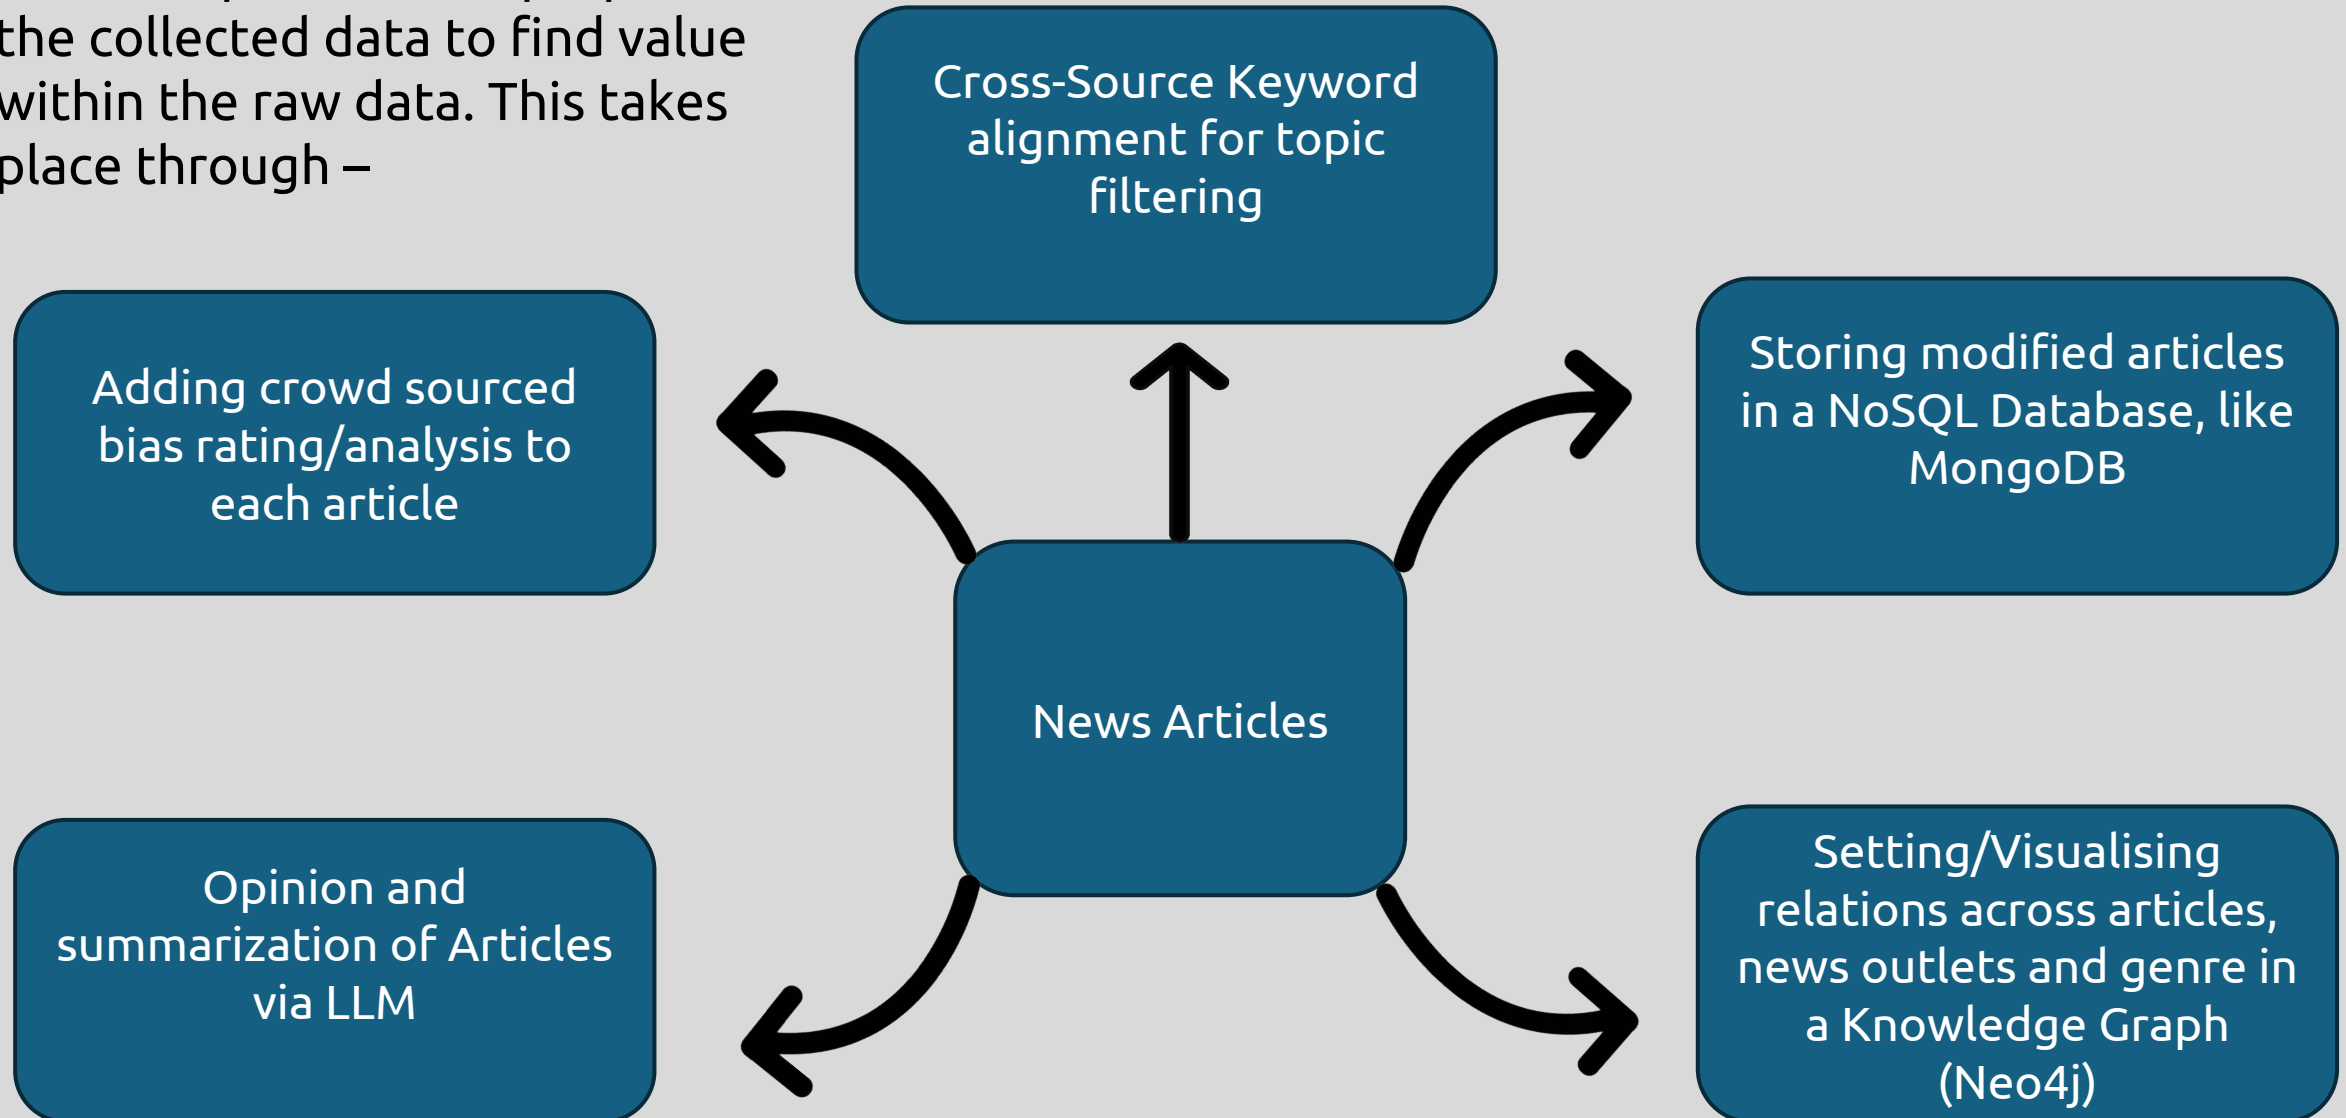 the collected data to find value
within the raw data. This takes
place through –
Cross-Source Keyword
alignment for topic
filtering
Adding crowd sourced
bias rating/analysis to
each article
Storing modified articles
in a NoSQL Database, like
MongoDB
News Articles
Opinion and
summarization of Articles
via LLM
Setting/Visualising
relations across articles,
news outlets and genre in
a Knowledge Graph
(Neo4j)